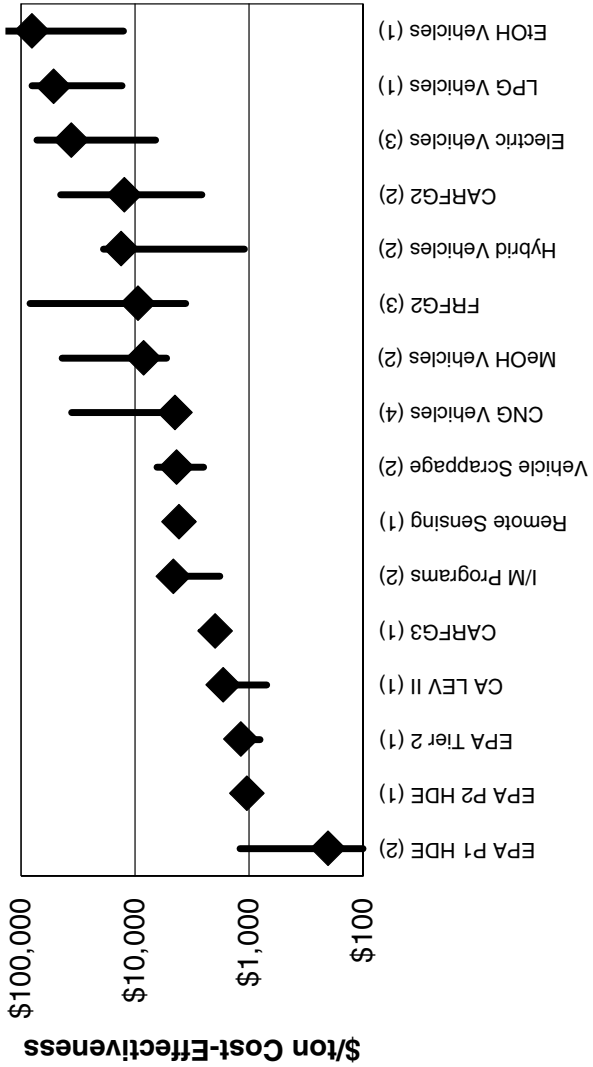 $/ton Cost-Effectiveness
$100,000
$10,000
$1,000
$100
EPA P1 HDE (2)
EPA P2 HDE (1)
EPA Tier 2 (1)
CA LEV II (1)
CARFG3 (1)
I/M Programs (2)
Remote Sensing (1)
Vehicle Scrappage (2)
CNG Vehicles (4)
MeOH Vehicles (2)
FRFG2 (3)
Hybrid Vehicles (2)
CARFG2 (2)
Electric Vehicles (3)
LPG Vehicles (1)
EtOH Vehicles (1)